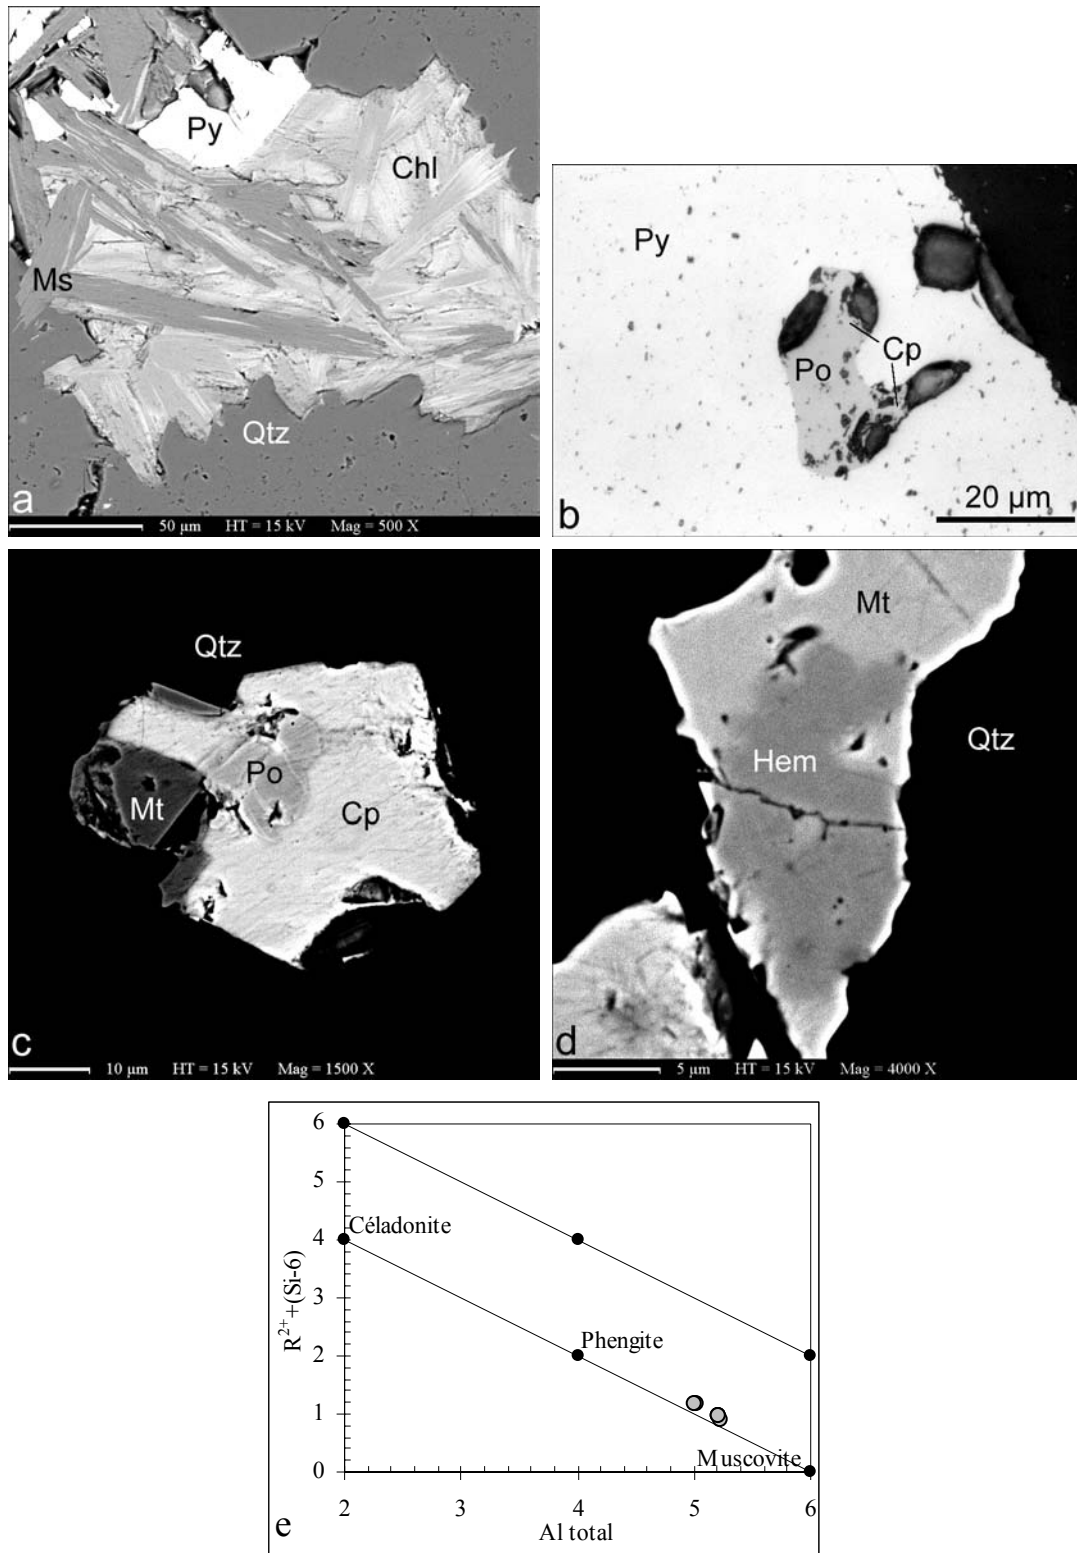 Py
Chl
Ms
Qtz
a
50 µm HT = 15 kV Mag = 500 X
Py
Cp
Po
b
20 µm
Qtz
Po
Mt
Cp
c
10 µm HT = 15 kV Mag = 1500 X
Mt
Hem
Qtz
d
5 µm HT = 15 kV Mag = 4000 X
6
5
4
3
2
1
0
R2++(Si-6)
Céladonite
Phengite
Muscovite
2 3 4 5 6
Al total
e